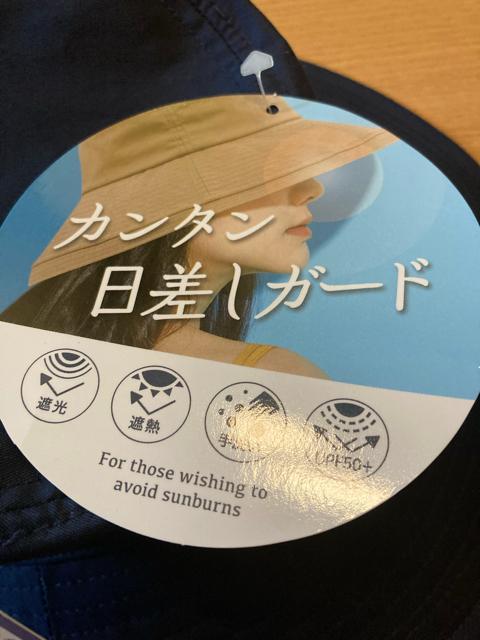 カンタン
日差しガード
遮光
遮熱
UPF50+
For those wishing to
avoid sunburns